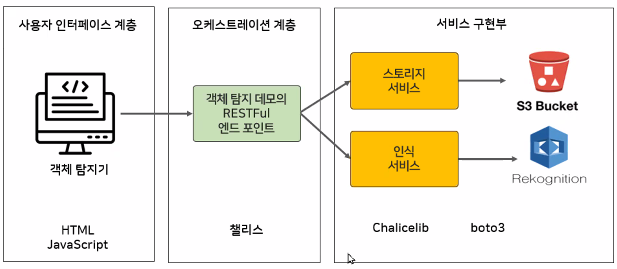 사용자 인터페이스 계층
객체 탐지기
HTML
JavaScript
오케스트레이션 계층
객체 탐지 데모의
RESTFul
엔드 포인트
챌리스
서비스 구현부
스토리지
서비스
S3 Bucket
인식
서비스
Rekognition
Chalicelib
boto3